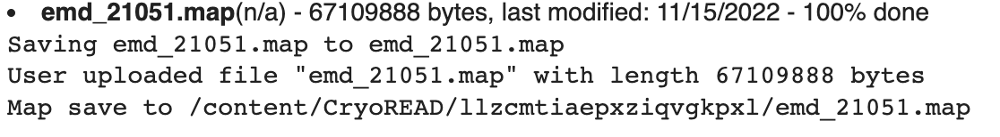 • emd_21051.map(n/a) - 67109888 bytes, last modified: 11/15/2022 - 100% done
Saving emd_21051.map to emd_21051.map
User uploaded file "emd_21051.map" with length 67109888 bytes
Map save to /content/CryoREAD/llzcmtiaepxziqvgkpxl/emd_21051.map